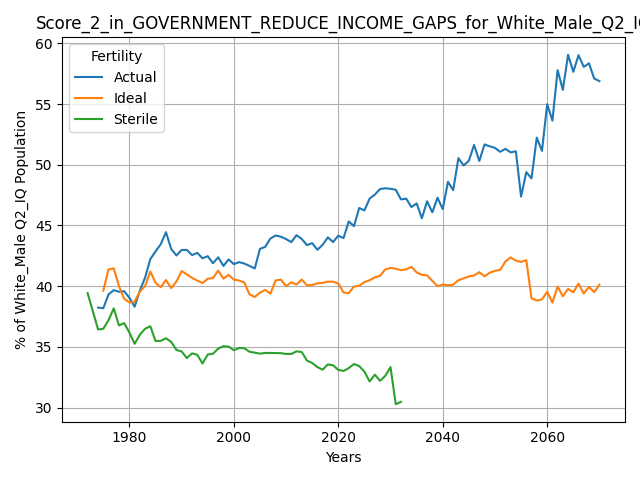 Score_2_in_GOVERNMENT_REDUCE_INCOME_GAPS_for_White_Male_Q2_IQ
Fertility
Actual
Ideal
Sterile
% of White_Male Q2_IQ Population
60
55
50
45
40
35
30
1980 2000 2020 2040 2060
Years